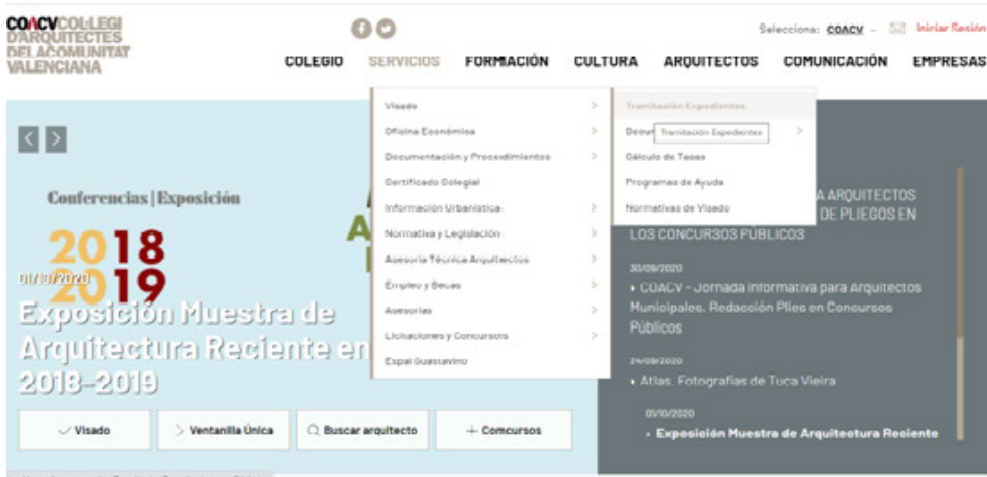 COACVCOL·LEGI
D'ARQUITECTES
DELACOMUNITAT
VALENCIANA
Selecciona: COACV - Iniciar Sesión
COLEGIO SERVICIOS FORMACIÓN CULTURA ARQUITECTOS COMUNICACIÓN EMPRESAS
Visado >
Oficina Económica >
Documentación y Procedimientos >
Certificado Colegial
Información Urbanística >
Normativa y Legislación >
Asesoría Técnica Arquitectos >
Empleo y Becas >
Asesorías >
Licitaciones y Concursos >
Espai Guastavino
Tramitación Expedientes
Docum >
Tramitación Expedientes
Cálculo de Tasas
Programas de Ayuda
Normativas de Visado
Conferencias | Exposición
2018
2019
01/10/2020
Exposición Muestra de
Arquitectura Reciente en
2018-2019
Visado
Ventanilla Única
Buscar arquitecto
+ Comcursos
A ARQUITECTOS
DE PLIEGOS EN
LOS CONCURSOS PÚBLICOS
30/09/2020
COACV - Jornada informativa para Arquitectos
Municipales. Redacción Plies en Concursos
Públicos
24/09/2020
Atlas. Fotografías de Tuca Vieira
01/10/2020
Exposición Muestra de Arquitectura Reciente